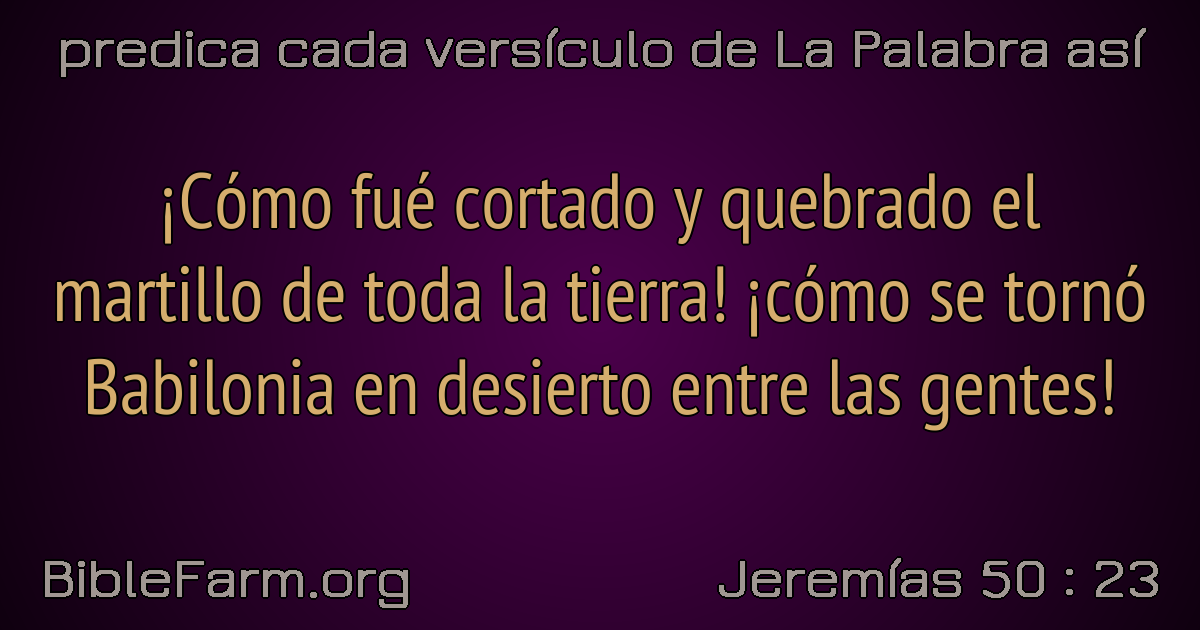 predica cada versículo de La Palabra así
¡Cómo fué cortado y quebrado el
martillo de toda la tierra! ¡cómo se tornó
Babilonia en desierto entre las gentes!
BibleFarm.org
Jeremías 50 : 23